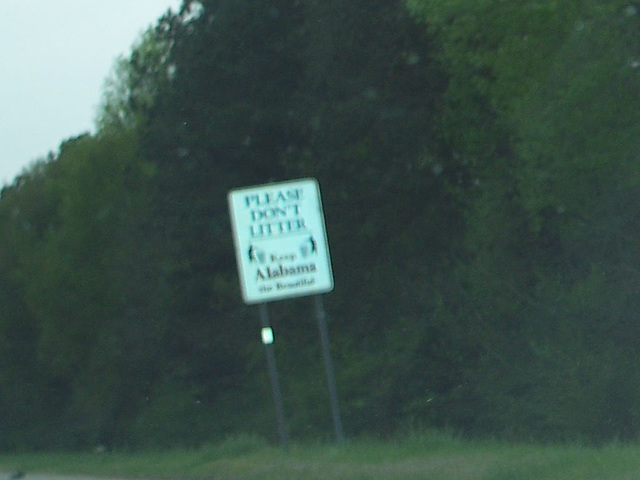 PLEASE
DON'T
LITTER
Keep
Alabama
the Beautiful